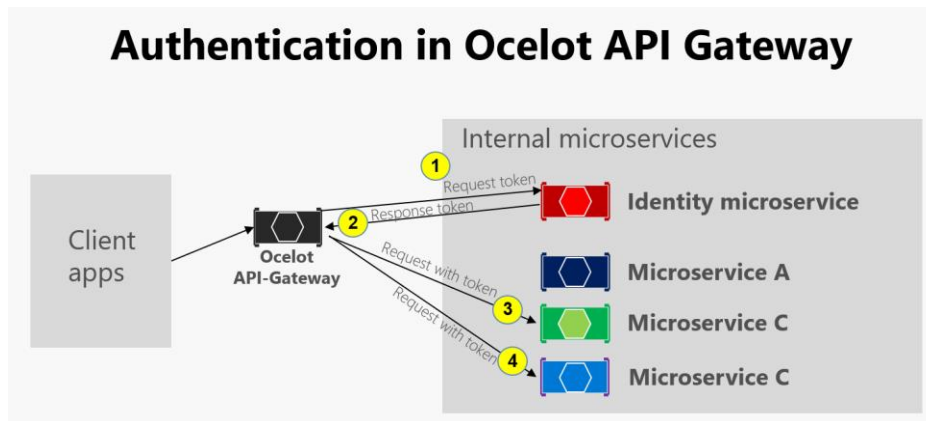 Authentication in Ocelot API Gateway
Internal microservices
1
Request token
Identity microservice
2
Response token
Client
apps
Ocelot
API-Gateway
Request with token
Microservice A
3
Microservice C
Request with token
4
Microservice C